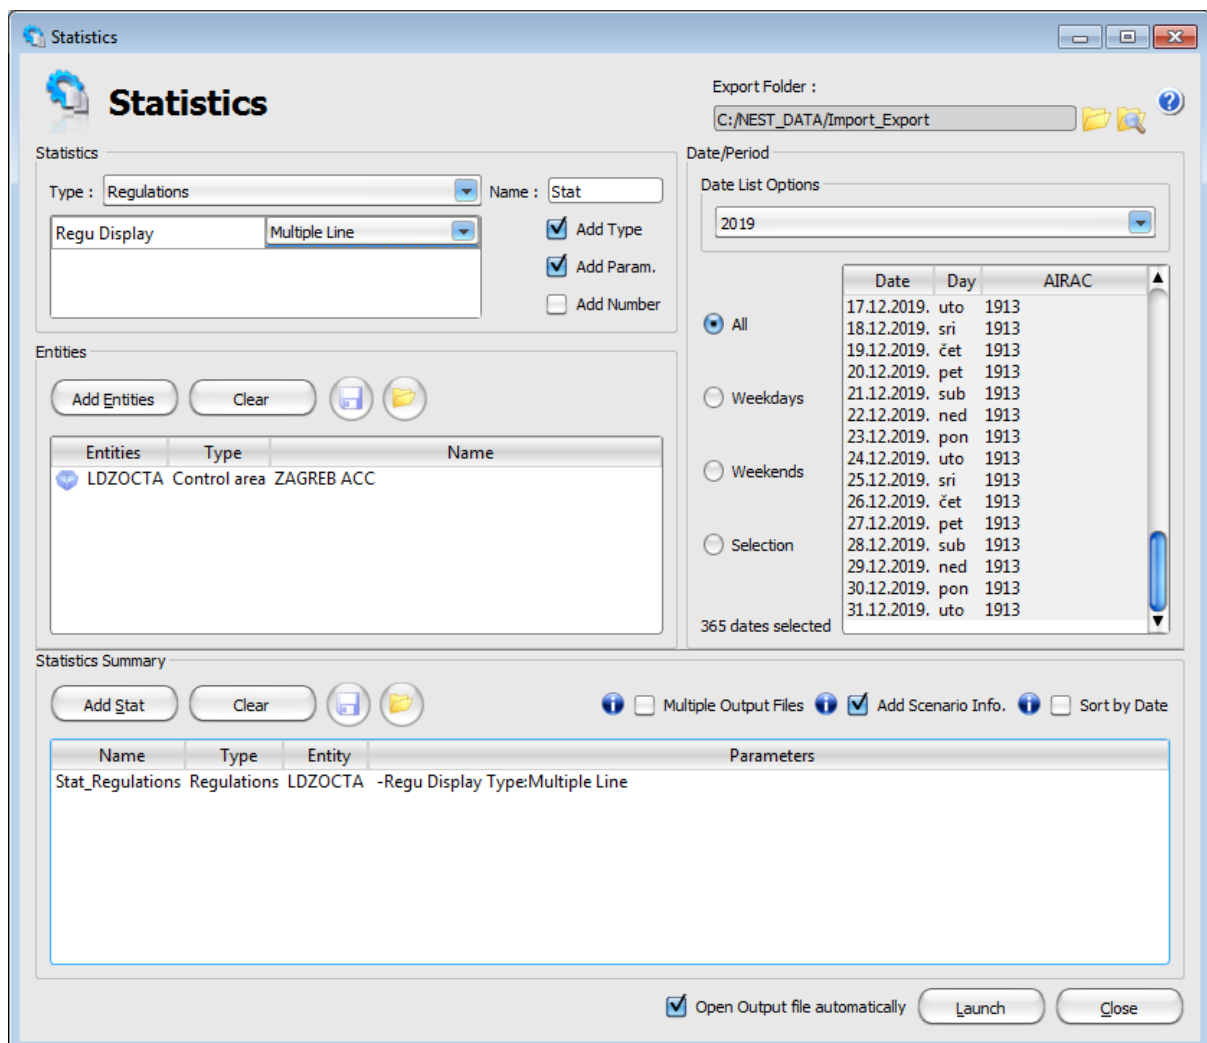 Statistics
Statistics
Export Folder :
C:/NEST_DATA/Import_Export
Statistics
Type : Regulations Name : Stat
Regu Display Multiple Line
Add Type
Add Param.
Add Number
Entities
Add Entities Clear
Entities Type Name
LDZOCTA Control area ZAGREB ACC
Date/Period
Date List Options
2019
All
Weekdays
Weekends
Selection
365 dates selected
Date Day AIRAC
17.12.2019. uto 1913
18.12.2019. sri 1913
19.12.2019. čet 1913
20.12.2019. pet 1913
21.12.2019. sub 1913
22.12.2019. ned 1913
23.12.2019. pon 1913
24.12.2019. uto 1913
25.12.2019. sri 1913
26.12.2019. čet 1913
27.12.2019. pet 1913
28.12.2019. sub 1913
29.12.2019. ned 1913
30.12.2019. pon 1913
31.12.2019. uto 1913
Statistics Summary
Add Stat Clear Multiple Output Files Add Scenario Info. Sort by Date
Name Type Entity Parameters
Stat_Regulations Regulations LDZOCTA -Regu Display Type:Multiple Line
Open Output file automatically Launch Close